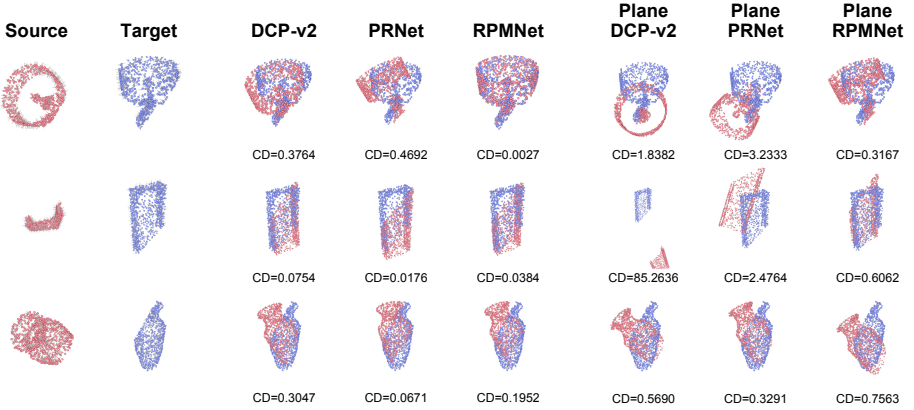 Source Target DCP-v2 PRNet RPMNet Plane DCP-v2 Plane PRNet Plane RPMNet
CD=0.3764 CD=0.4692 CD=0.0027 CD=1.8382 CD=3.2333 CD=0.3167
CD=0.0754 CD=0.0176 CD=0.0384 CD=85.2636 CD=2.4764 CD=0.6062
CD=0.3047 CD=0.0671 CD=0.1952 CD=0.5690 CD=0.3291 CD=0.7563